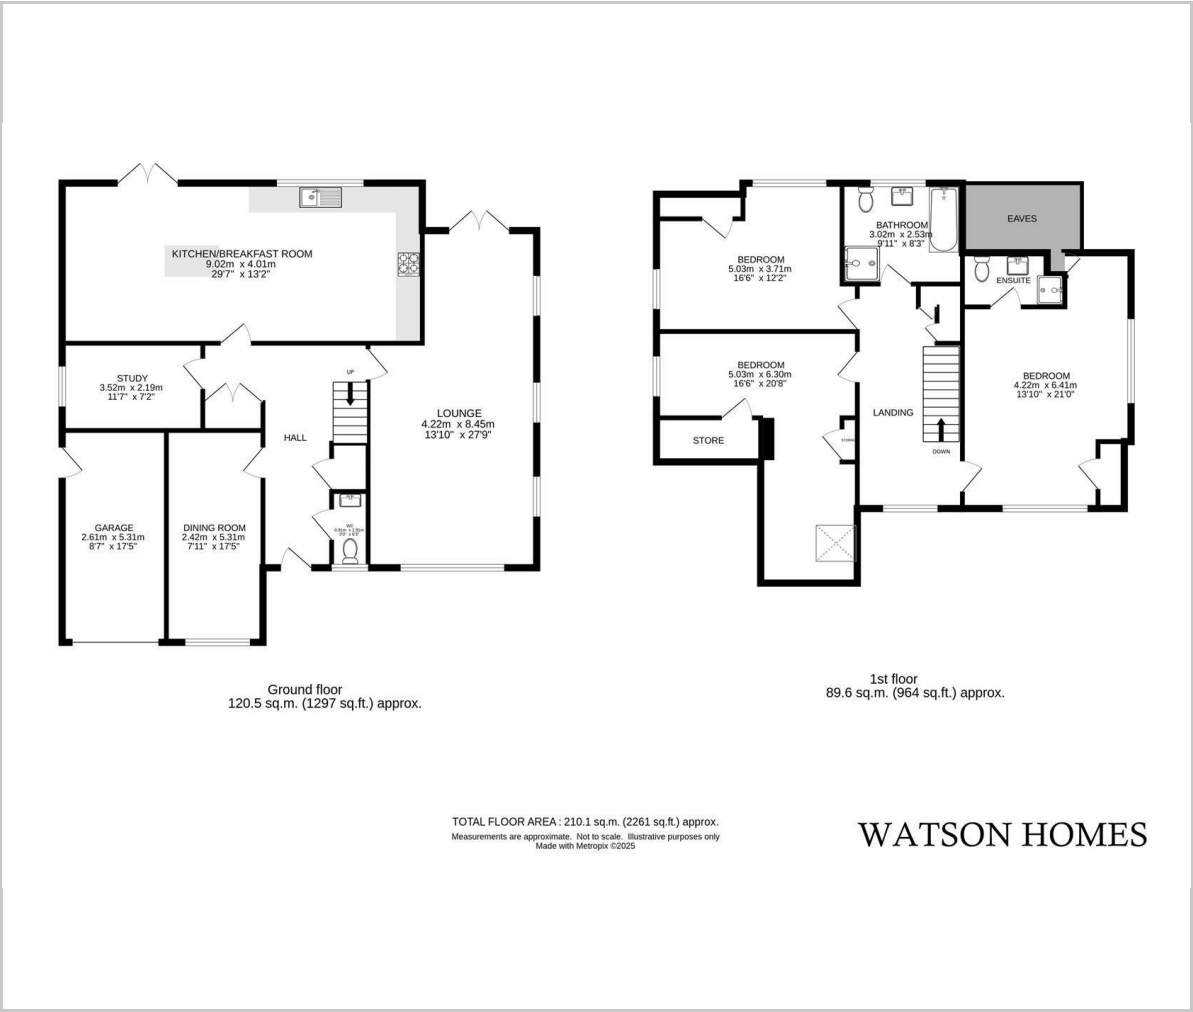 KITCHEN/BREAKFAST ROOM
9.02m x 4.01m
29'7" x 13'2"
STUDY
3.52m x 2.19m
11'7" x 7'2"
UP
HALL
LOUNGE
4.22m x 8.45m
13'10" x 27'9"
GARAGE
2.61m x 5.31m
8'7" x 17'5"
DINING ROOM
2.42m x 5.31m
7'11" x 17'5"
WC
Ground floor
120.5 sq.m. (1297 sq.ft.) approx.
BEDROOM
5.03m x 3.71m
16'6" x 12'2"
BATHROOM
3.02m x 2.53m
9'11" x 8'3"
EAVES
ENSUITE
BEDROOM
5.03m x 6.30m
16'6" x 20'8"
STORE
STORAGE
LANDING
DOWN
BEDROOM
4.22m x 6.41m
13'10" x 21'0"
1st floor
89.6 sq.m. (964 sq.ft.) approx.
TOTAL FLOOR AREA : 210.1 sq.m. (2261 sq.ft.) approx.
Measurements are approximate. Not to scale. Illustrative purposes only
Made with Metropix ©2025
WATSON HOMES